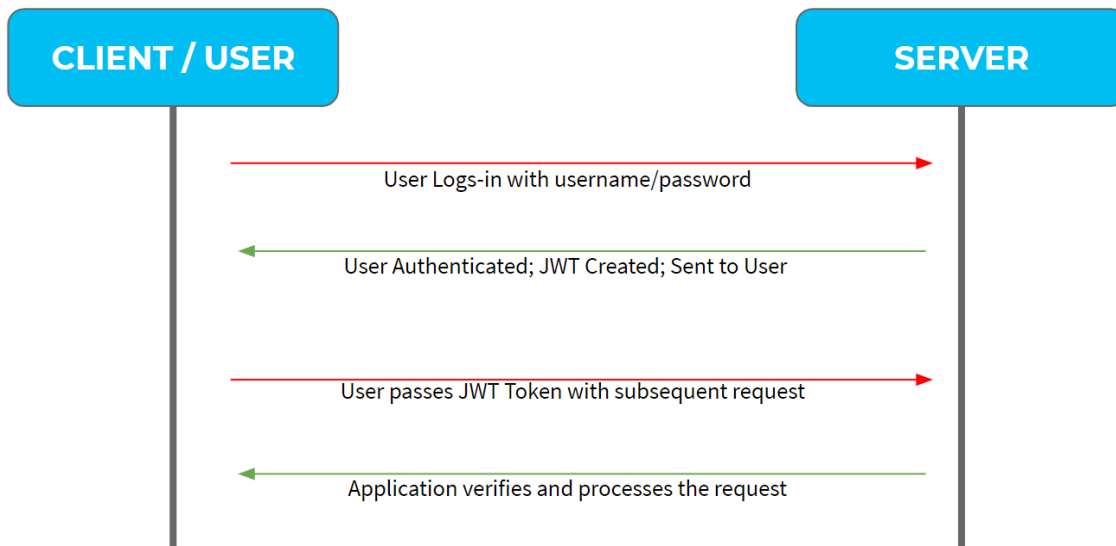 CLIENT / USER
SERVER
User Logs-in with username/password
User Authenticated; JWT Created; Sent to User
User passes JWT Token with subsequent request
Application verifies and processes the request